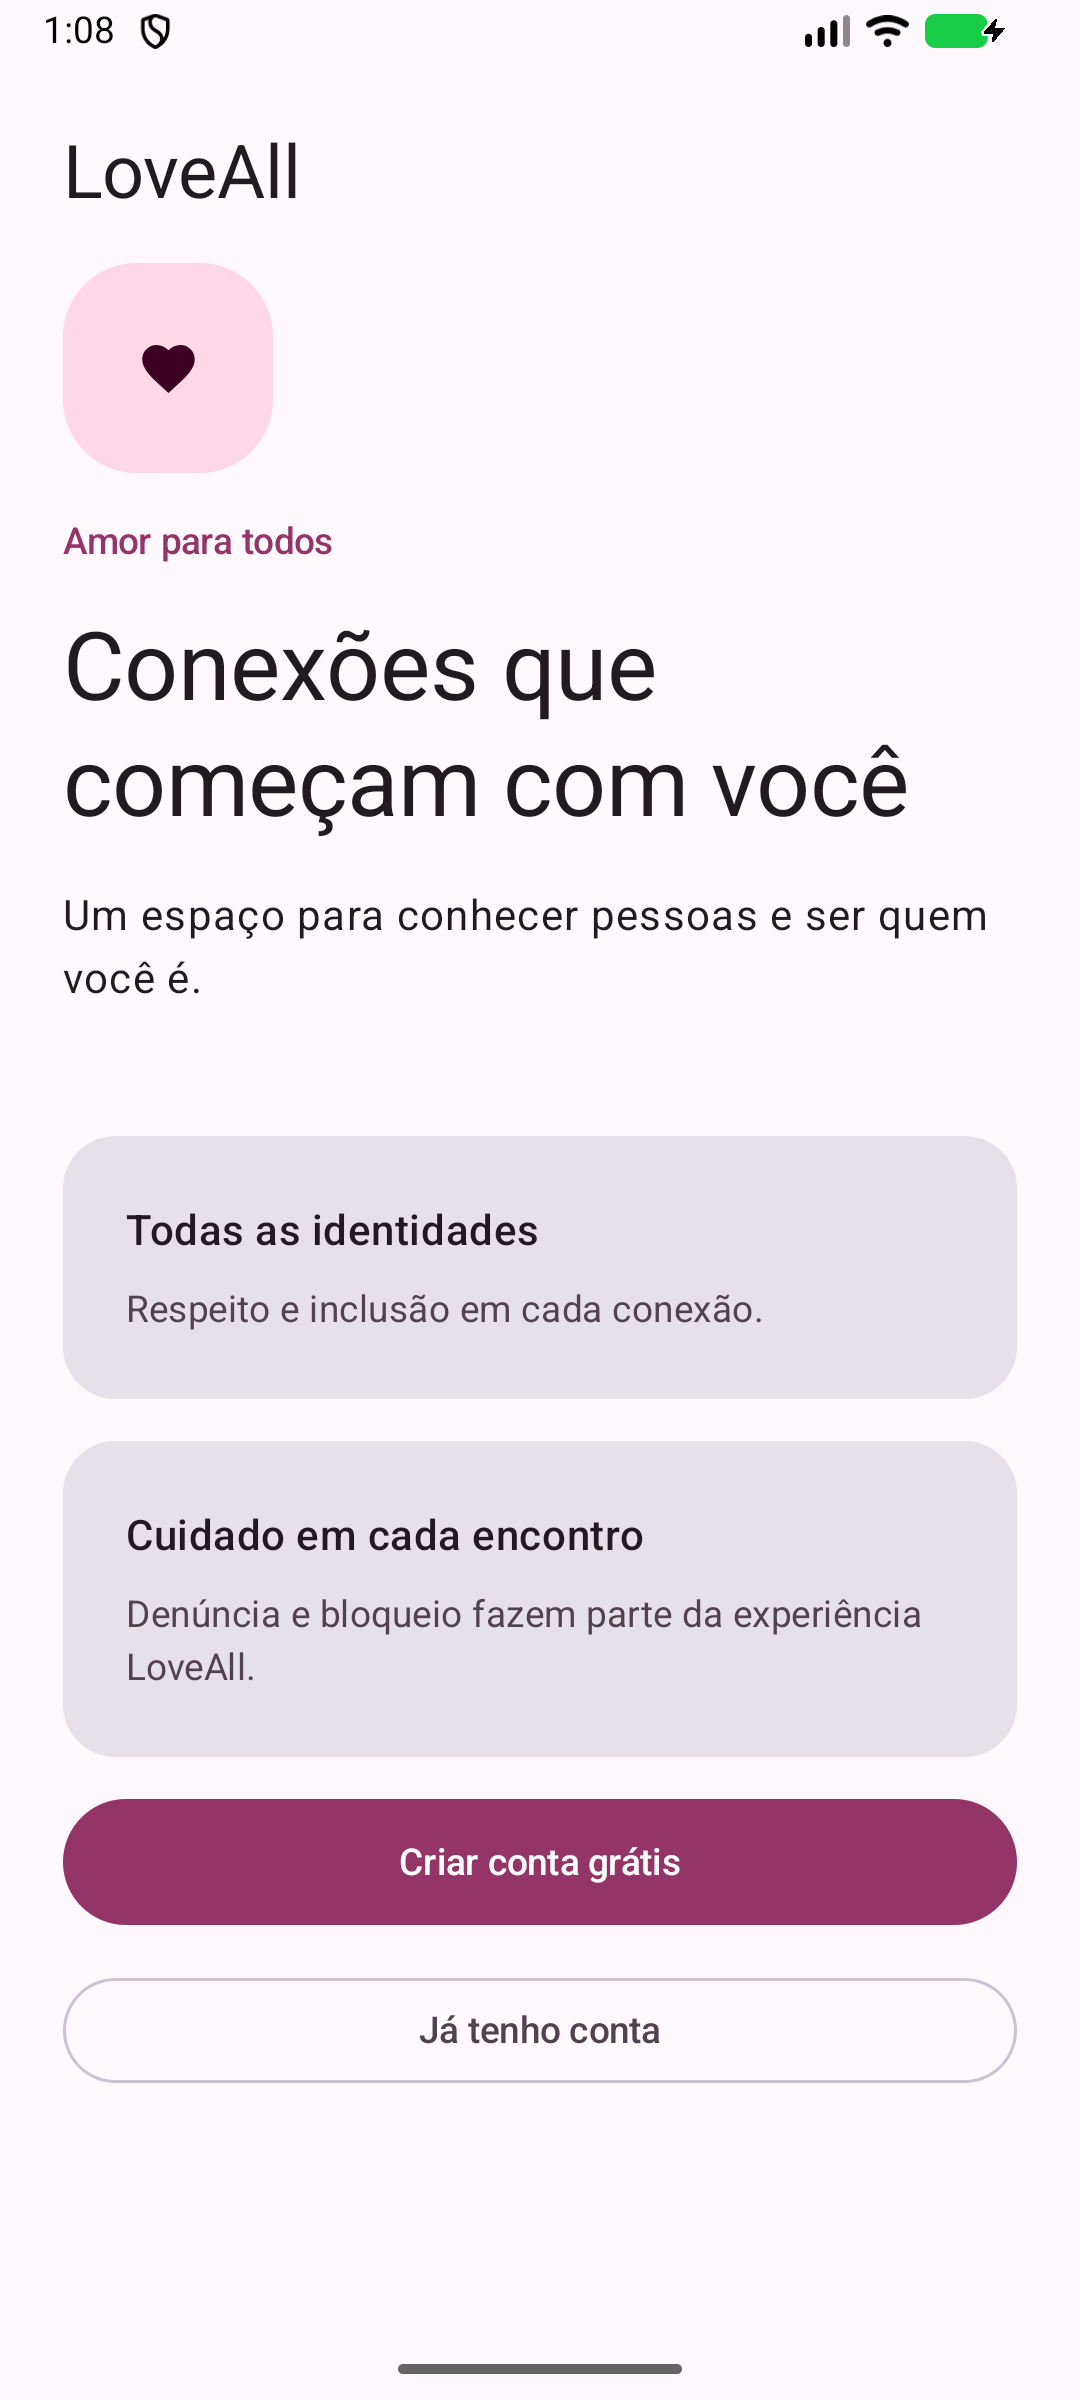 1:08
LoveAll
Amor para todos
Conexões que
começam com você
Um espaço para conhecer pessoas e ser quem
você é.
Todas as identidades
Respeito e inclusão em cada conexão.
Cuidado em cada encontro
Denúncia e bloqueio fazem parte da experiência
LoveAll.
Criar conta grátis
Já tenho conta